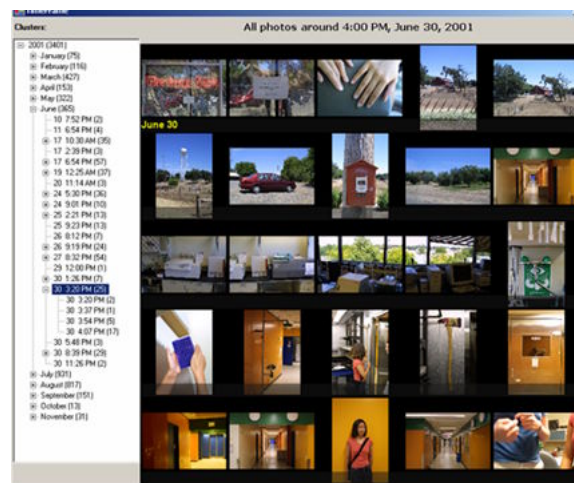 TimeFrame
All photos around 4:00 PM, June 30, 2001
Clusters:
2001 (3401)
January (75)
February (116)
March (427)
April (153)
May (322)
June (365)
10 7:52 PM (2)
11 6:54 PM (4)
17 10:30 AM (35)
17 2:39 PM (3)
17 6:54 PM (57)
19 12:25 AM (37)
20 11:14 AM (3)
24 5:30 PM (36)
24 9:01 PM (10)
25 2:21 PM (13)
25 9:23 PM (13)
26 8:12 PM (7)
26 9:19 PM (24)
27 8:32 PM (54)
29 12:00 PM (1)
30 1:26 PM (7)
30 3:20 PM (25)
30 3:20 PM (2)
30 3:37 PM (1)
30 3:54 PM (5)
30 4:07 PM (17)
30 5:48 PM (3)
30 8:39 PM (29)
30 11:26 PM (2)
July (931)
August (817)
September (151)
October (13)
November (31)
June 30